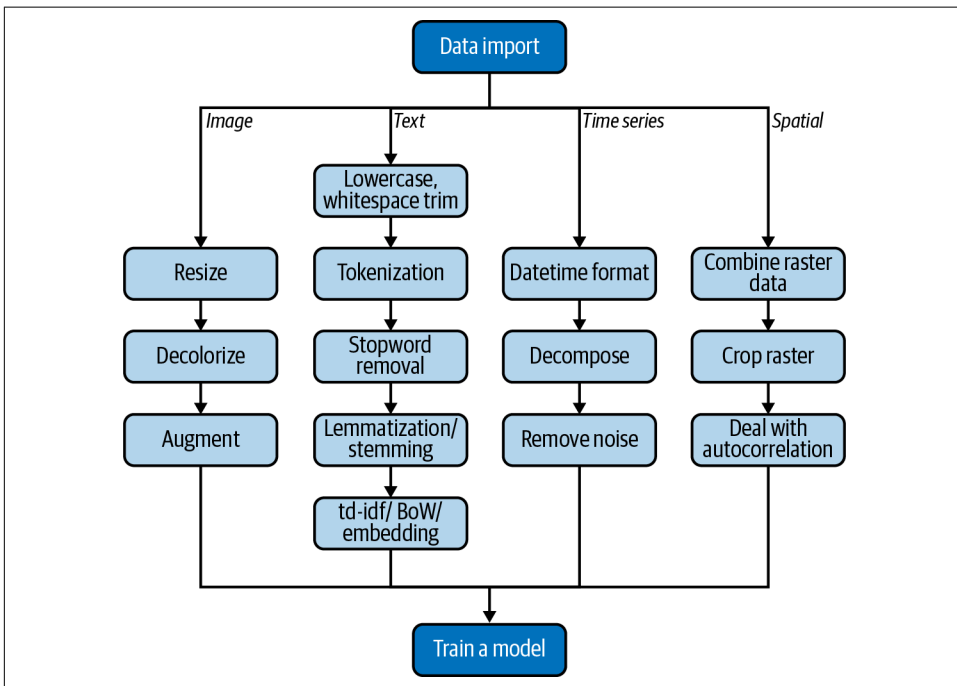 Data import
Image
Text
Time series
Spatial
Lowercase,
whitespace trim
Resize
Tokenization
Datetime format
Combine raster
data
Decolorize
Stopword
removal
Decompose
Crop raster
Augment
Lemmatization/
stemming
Remove noise
Deal with
autocorrelation
td-idf/ BoW/
embedding
Train a model